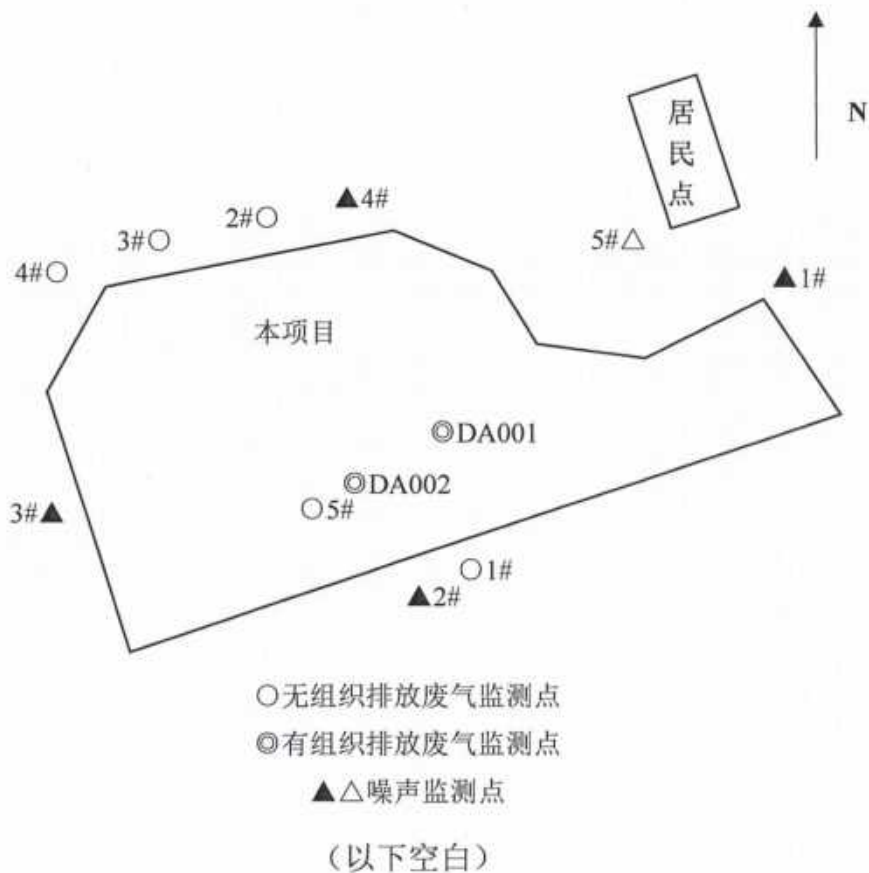 居民点
N
▲4#
2#○
3#○
4#○
5#△
▲1#
本项目
◎DA001
◎DA002
○5#
3#▲
○1#
▲2#
○无组织排放废气监测点
◎有组织排放废气监测点
▲△噪声监测点
（以下空白）